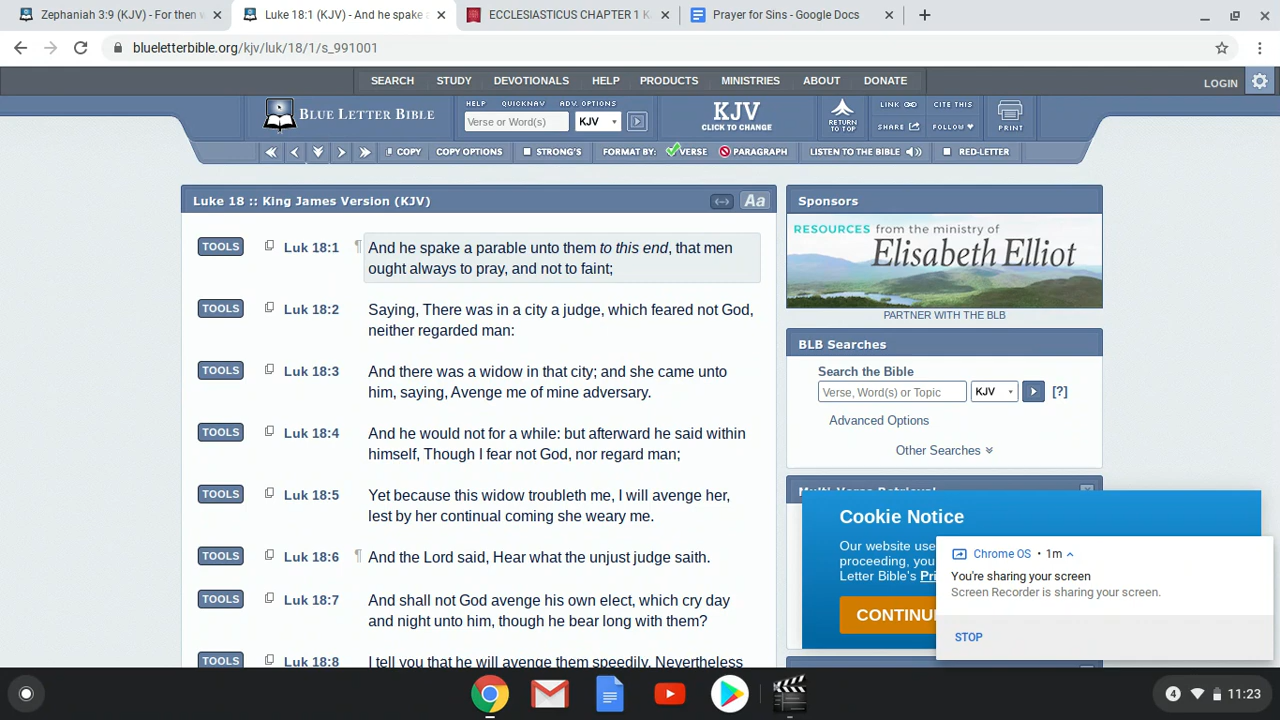 Zephaniah 3:9 (KJV) - For then
Luke 18:1 (KJV) - And he spake a
ECCLESIASTICUS CHAPTER 1 K
Prayer for Sins - Google Docs
blueletterbible.org/kjv/luk/18/1/s_991001
SEARCH STUDY DEVOTIONALS HELP PRODUCTS MINISTRIES ABOUT DONATE
LOGIN
BLUE LETTER BIBLE
HELP QUICKNAV ADV. OPTIONS
Verse or Word(s) KJV
KJV
CLICK TO CHANGE
RETURN
TO TOP
LINK CITE THIS
SHARE FOLLOW
PRINT
COPY COPY OPTIONS STRONG'S FORMAT BY: VERSE PARAGRAPH LISTEN TO THE BIBLE RED-LETTER
Luke 18 :: King James Version (KJV) Aa
TOOLS Luk 18:1 ¶ And he spake a parable unto them to this end, that men
ought always to pray, and not to faint;
TOOLS Luk 18:2 Saying, There was in a city a judge, which feared not God,
neither regarded man:
TOOLS Luk 18:3 And there was a widow in that city; and she came unto
him, saying, Avenge me of mine adversary.
TOOLS Luk 18:4 And he would not for a while: but afterward he said within
himself, Though I fear not God, nor regard man;
TOOLS Luk 18:5 Yet because this widow troubleth me, I will avenge her,
lest by her continual coming she weary me.
TOOLS Luk 18:6 ¶ And the Lord said, Hear what the unjust judge saith.
TOOLS Luk 18:7 And shall not God avenge his own elect, which cry day
and night unto him, though he bear long with them?
TOOLS Luk 18:8 I tell you that he will avenge them speedily. Nevertheless
Sponsors
RESOURCES from the ministry of
Elisabeth Elliot
PARTNER WITH THE BLB
BLB Searches
Search the Bible
Verse, Word(s) or Topic KJV [?]
Advanced Options
Other Searches
Multi-Verse Retrieval
Cookie Notice
Our website use
proceeding, you
Letter Bible's Pri
CONTINU
Chrome OS • 1m
You're sharing your screen
Screen Recorder is sharing your screen.
STOP
4 11:23